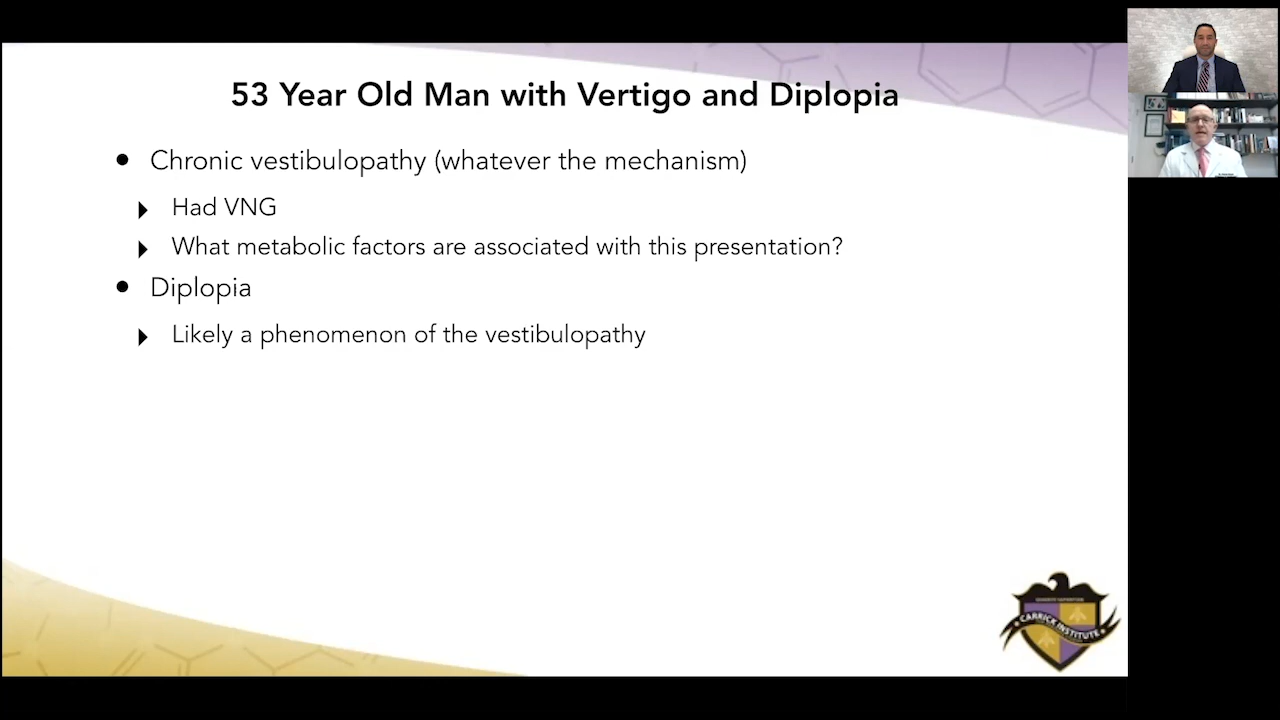 53 Year Old Man with Vertigo and Diplopia
Chronic vestibulopathy (whatever the mechanism)
Had VNG
What metabolic factors are associated with this presentation?
Diplopia
Likely a phenomenon of the vestibulopathy
CARRICK INSTITUTE